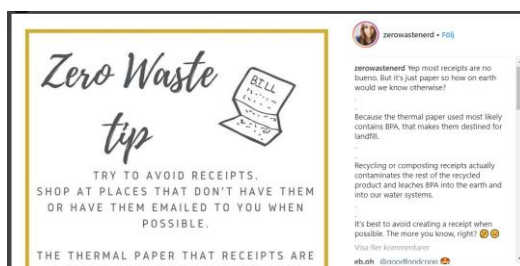 Zero Waste
tip
BILL
TRY TO AVOID RECEIPTS.
SHOP AT PLACES THAT DON'T HAVE THEM
OR HAVE THEM EMAILED TO YOU WHEN
POSSIBLE.
THE THERMAL PAPER THAT RECEIPTS ARE
zerowastenerd • Följ
zerowastenerd Yep most receipts are no
bueno. But it's just paper so how on earth
would we know otherwise?
.
.
Because the thermal paper used most likely
contains BPA, that makes them destined for
landfill.
.
.
Recycling or composting receipts actually
contaminates the rest of the recycled
product and leaches BPA into the earth and
into our water systems.
.
.
It's best to avoid creating a receipt when
possible. The more you know, right?
Visa fler kommentarer
eb.ph @goodfoodcoop